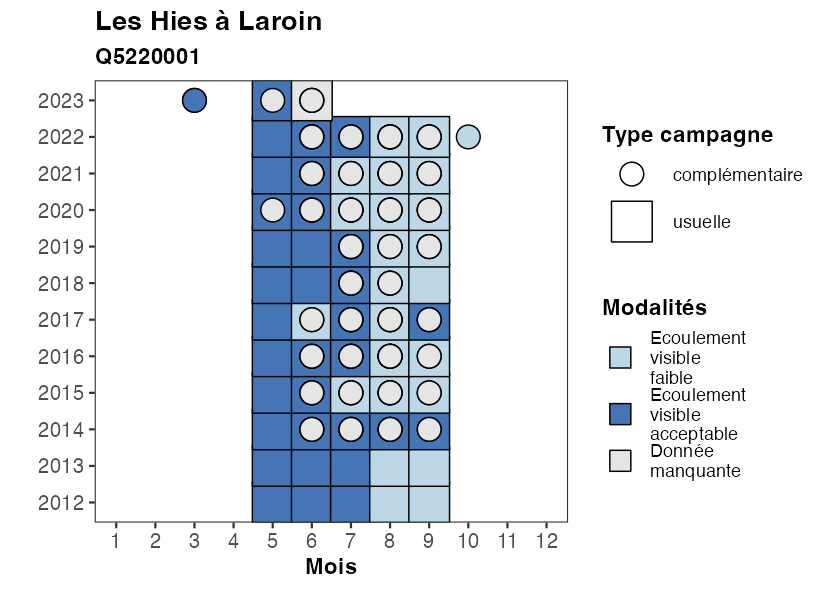 Les Hies à Laroin
Q5220001
2023
2022
2021
2020
2019
2018
2017
2016
2015
2014
2013
2012
1 2 3 4 5 6 7 8 9 10 11 12
Mois
Type campagne
complémentaire
usuelle
Modalités
Ecoulement
visible
faible
Ecoulement
visible
acceptable
Donnée
manquante